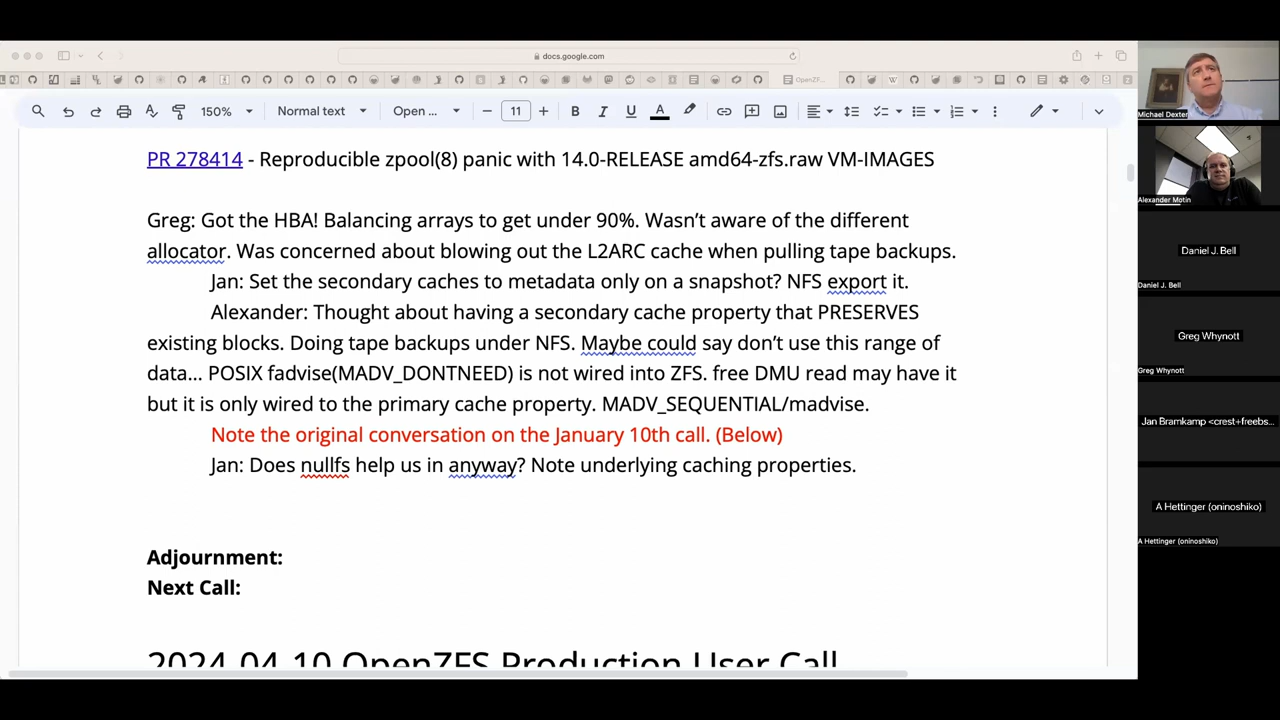 docs.google.com
OpenZF...
150%
Normal text
Open ...
11
PR 278414 - Reproducible zpool(8) panic with 14.0-RELEASE amd64-zfs.raw VM-IMAGES
Greg: Got the HBA! Balancing arrays to get under 90%. Wasn't aware of the different
allocator. Was concerned about blowing out the L2ARC cache when pulling tape backups.
Jan: Set the secondary caches to metadata only on a snapshot? NFS export it.
Alexander: Thought about having a secondary cache property that PRESERVES
existing blocks. Doing tape backups under NFS. Maybe could say don't use this range of
data... POSIX fadvise(MADV_DONTNEED) is not wired into ZFS. free DMU read may have it
but it is only wired to the primary cache property. MADV_SEQUENTIAL/madvise.
Note the original conversation on the January 10th call. (Below)
Jan: Does nullfs help us in anyway? Note underlying caching properties.
Adjournment:
Next Call:
2024-04-10 OpenZFS Production User Call
Michael Dexter
Alexander Motin
Daniel J. Bell
Daniel J. Bell
Greg Whynott
Greg Whynott
Jan Bramkamp <crest+freebs...
A Hettinger (oninoshiko)
A Hettinger (oninoshiko)